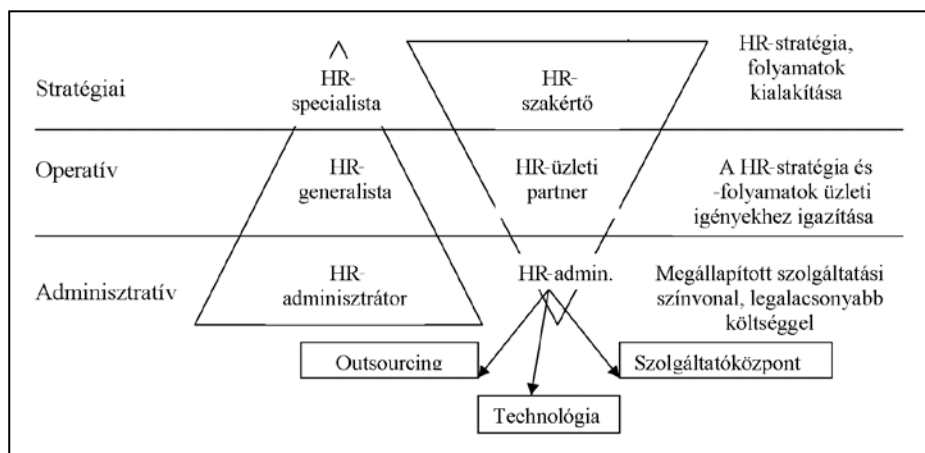 Stratégiai
HR-
specialista
HR-
szakértő
HR-stratégia,
folyamatok
kialakítása
Operatív
HR-
generalista
HR-üzleti
partner
A HR-stratégia és
-folyamatok üzleti
igényekhez igazítása
Adminisztratív
HR-
adminisztrátor
HR-admin.
Megállapított szolgáltatási
színvonal, legalacsonyabb
költséggel
Outsourcing
Technológia
Szolgáltatóközpont